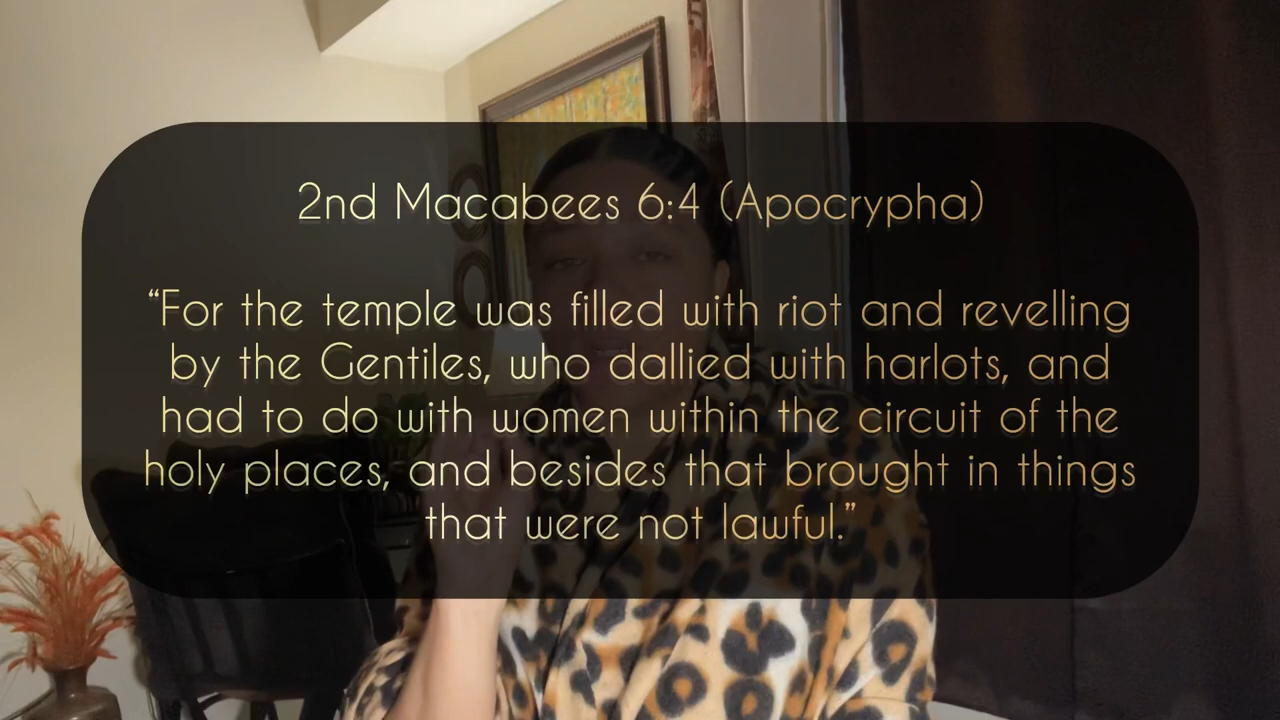 2nd Macabees 6:4 (Apocrypha)
“For the temple was filled with riot and revelling
by the Gentiles, who dallied with harlots, and
had to do with women within the circuit of the
holy places, and besides that brought in things
that were not lawful.”